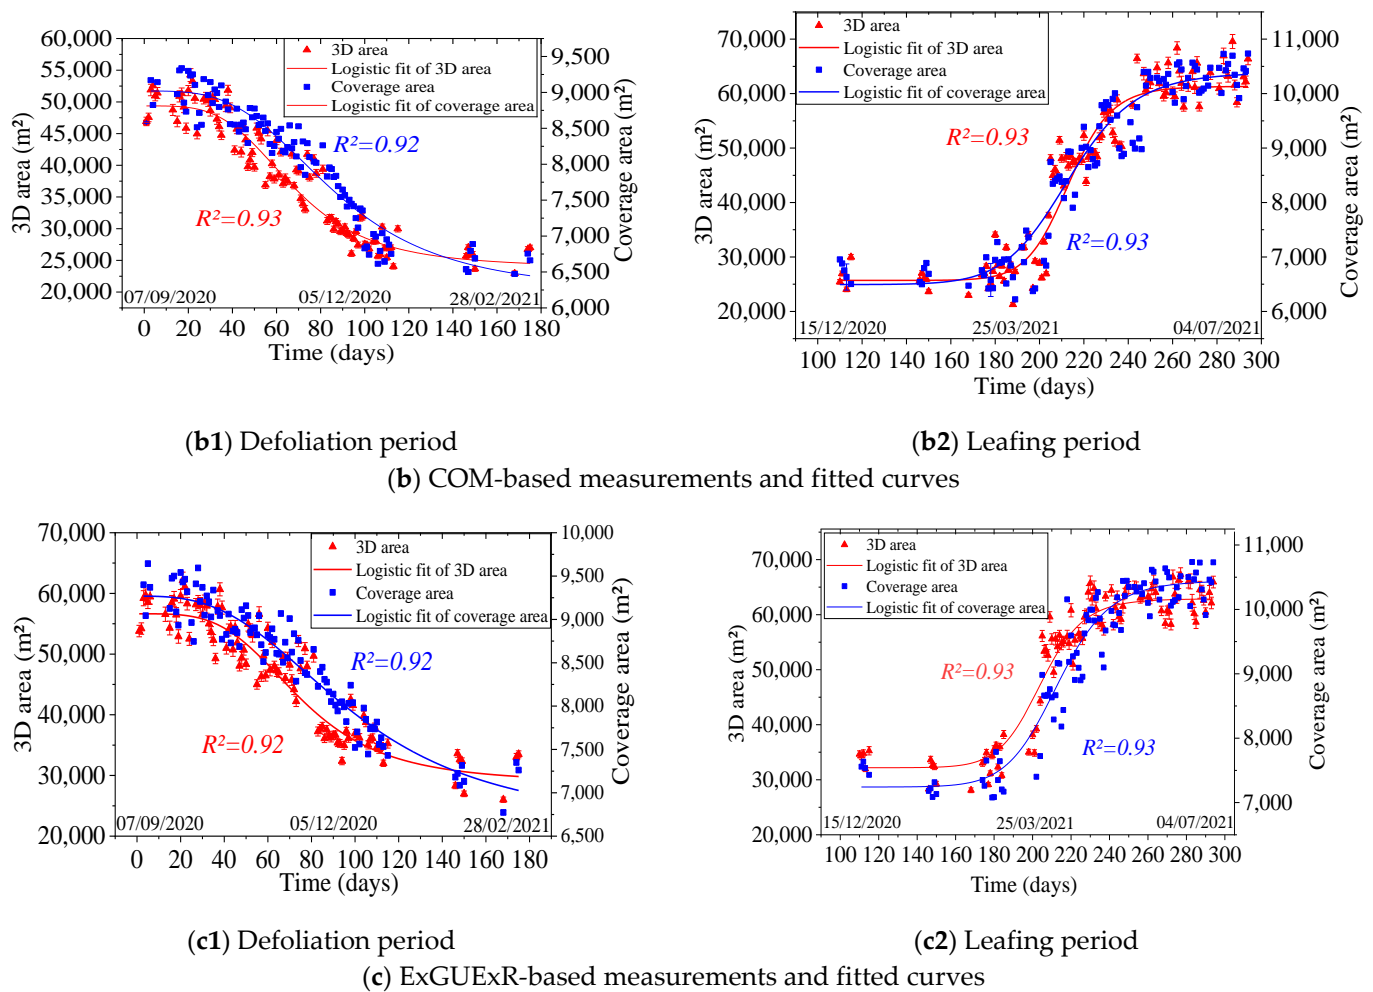 60,000
55,000
50,000
45,000
40,000
35,000
30,000
25,000
20,000
3D area (m²)
3D area
Logistic fit of 3D area
Coverage area
Logistic fit of coverage area
R²=0.92
R²=0.93
9,500
9,000
8,500
8,000
7,500
7,000
6,500
6,000
Coverage area (m²)
07/09/2020 05/12/2020 28/02/2021
0 20 40 60 80 100 120 140 160 180
Time (days)
70,000
60,000
50,000
40,000
30,000
20,000
3D area (m²)
3D area
Logistic fit of 3D area
Coverage area
Logistic fit of coverage area
R²=0.93
R²=0.93
11,000
10,000
9,000
8,000
7,000
6,000
Coverage area (m²)
15/12/2020 25/03/2021 04/07/2021
100 120 140 160 180 200 220 240 260 280 300
Time (days)
(b1) Defoliation period
(b2) Leafing period
(b) COM-based measurements and fitted curves
70,000
60,000
50,000
40,000
30,000
20,000
3D area (m²)
3D area
Logistic fit of 3D area
Coverage area
Logistic fit of coverage area
R²=0.92
R²=0.92
10,000
9,500
9,000
8,500
8,000
7,500
7,000
6,500
Coverage area (m²)
07/09/2020 05/12/2020 28/02/2021
0 20 40 60 80 100 120 140 160 180
Time (days)
70,000
60,000
50,000
40,000
30,000
20,000
3D area (m²)
3D area
Logistic fit of 3D area
Coverage area
Logistic fit of coverage area
R²=0.93
R²=0.93
11,000
10,000
9,000
8,000
7,000
Coverage area (m²)
15/12/2020 25/03/2021 04/07/2021
100 120 140 160 180 200 220 240 260 280 300
Time (days)
(c1) Defoliation period
(c2) Leafing period
(c) ExGUExR-based measurements and fitted curves